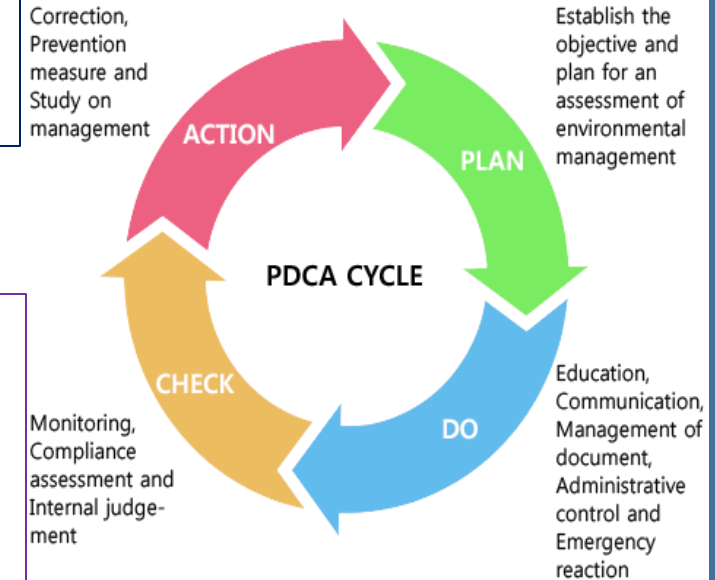 Correction,
Prevention
measure and
Study on
management
Establish the
objective and
plan for an
assessment of
environmental
management
ACTION
PLAN
PDCA CYCLE
CHECK
DO
Monitoring,
Compliance
assessment and
Internal judge-
ment
Education,
Communication,
Management of
document,
Administrative
control and
Emergency
reaction